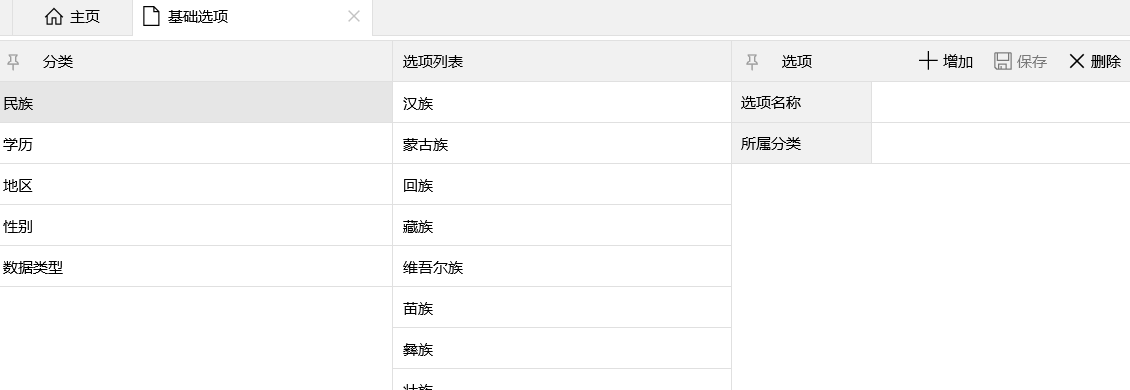 主页
基础选项
分类
选项列表
选项
增加
保存
删除
民族
汉族
选项名称
学历
蒙古族
所属分类
地区
回族
性别
藏族
数据类型
维吾尔族
苗族
彝族